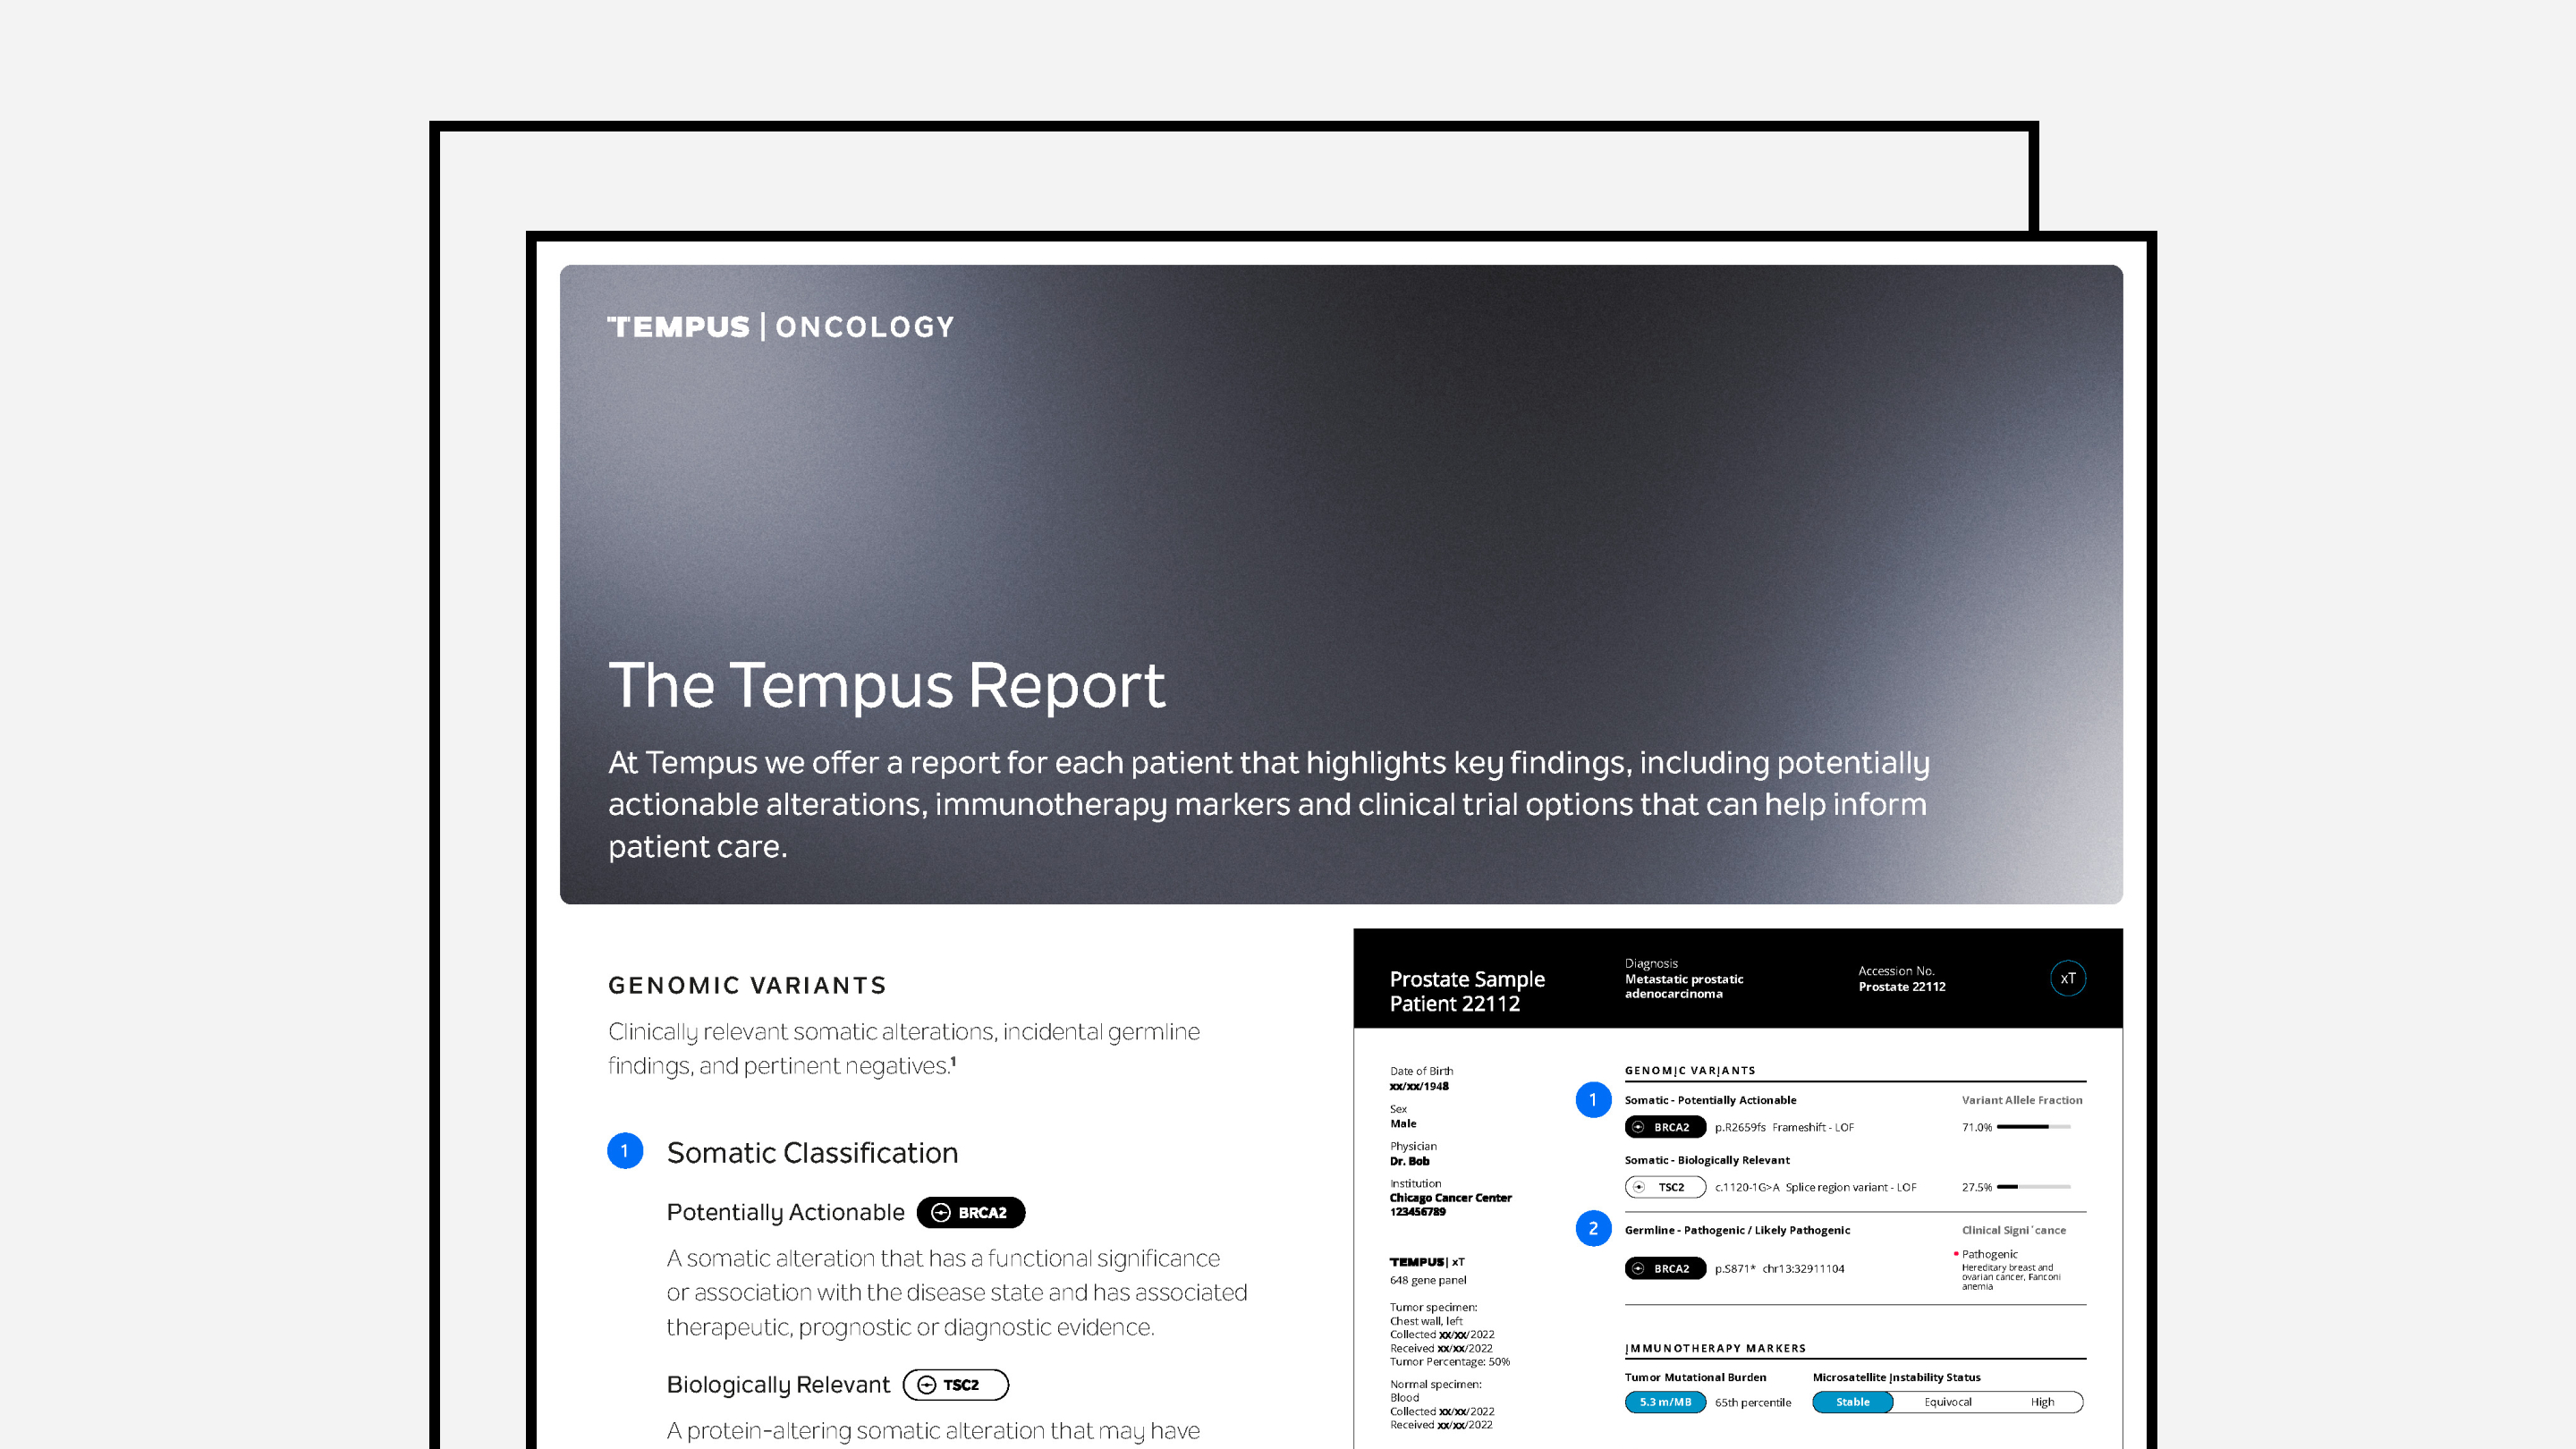 TEMPUS | ONCOLOGY
The Tempus Report
At Tempus we offer a report for each patient that highlights key findings, including potentially
actionable alterations, immunotherapy markers and clinical trial options that can help inform
patient care.
GENOMIC VARIANTS
Clinically relevant somatic alterations, incidental germline
findings, and pertinent negatives.¹
1 Somatic Classification
Potentially Actionable BRCA2
A somatic alteration that has a functional significance
or association with the disease state and has associated
therapeutic, prognostic or diagnostic evidence.
Biologically Relevant TSC2
A protein-altering somatic alteration that may have
Prostate Sample
Patient 22112
Diagnosis
Metastatic prostatic
adenocarcinoma
Accession No.
Prostate 22112
xT
Date of Birth
xx/xx/1948
Sex
Male
Physician
Dr. Bob
Institution
Chicago Cancer Center
123456789
TEMPUS | xT
648 gene panel
Tumor specimen:
Chest wall, left
Collected xx/xx/2022
Received xx/xx/2022
Tumor Percentage: 50%
Normal specimen:
Blood
Collected xx/xx/2022
Received xx/xx/2022
GENOMIC VARIANTS
1 Somatic - Potentially Actionable Variant Allele Fraction
BRCA2 p.R2659fs Frameshift - LOF 71.0%
Somatic - Biologically Relevant
TSC2 c.1120-1G>A Splice region variant - LOF 27.5%
2 Germline - Pathogenic / Likely Pathogenic Clinical Signi˚cance
BRCA2 p.S871* chr13:32911104
• Pathogenic
Hereditary breast and
ovarian cancer, Fanconi
anemia
IMMUNOTHERAPY MARKERS
Tumor Mutational Burden Microsatellite Instability Status
5.3 m/MB 65th percentile Stable Equivocal High